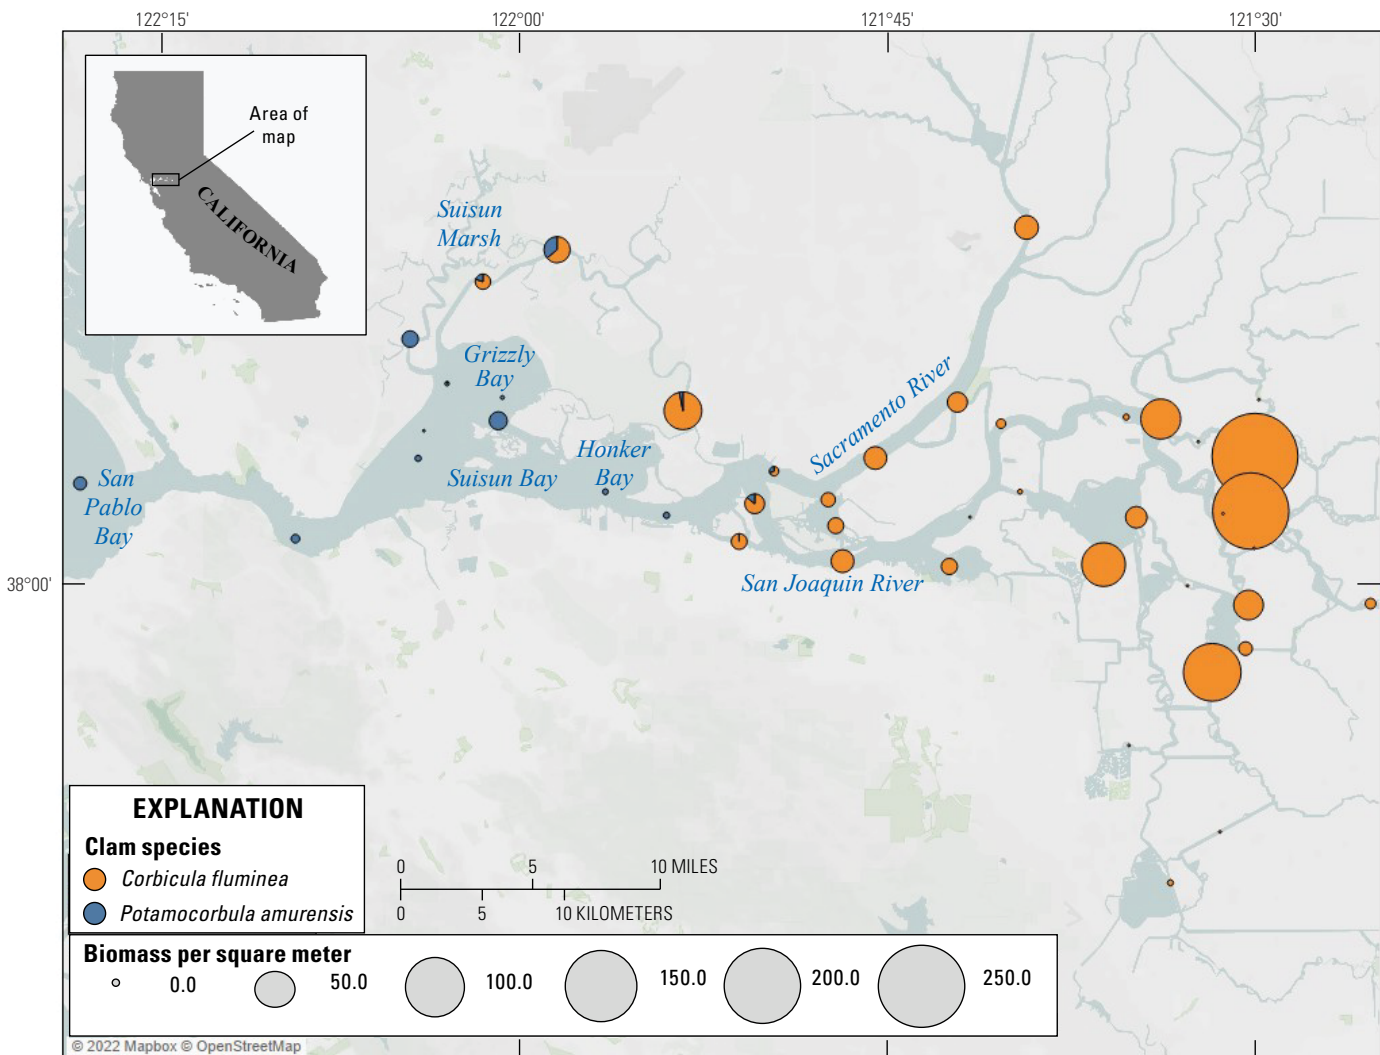 122°15'
122°00'
121°45'
121°30'
Area of
map
CALIFORNIA
Suisun
Marsh
Grizzly
Bay
Sacramento River
Honker
Bay
Suisun Bay
San
Pablo
Bay
38°00'
San Joaquin River
EXPLANATION
Clam species
Corbicula fluminea
Potamocorbula amurensis
0 5 10 MILES
0 5 10 KILOMETERS
Biomass per square meter
0.0 50.0 100.0 150.0 200.0 250.0
© 2022 Mapbox © OpenStreetMap